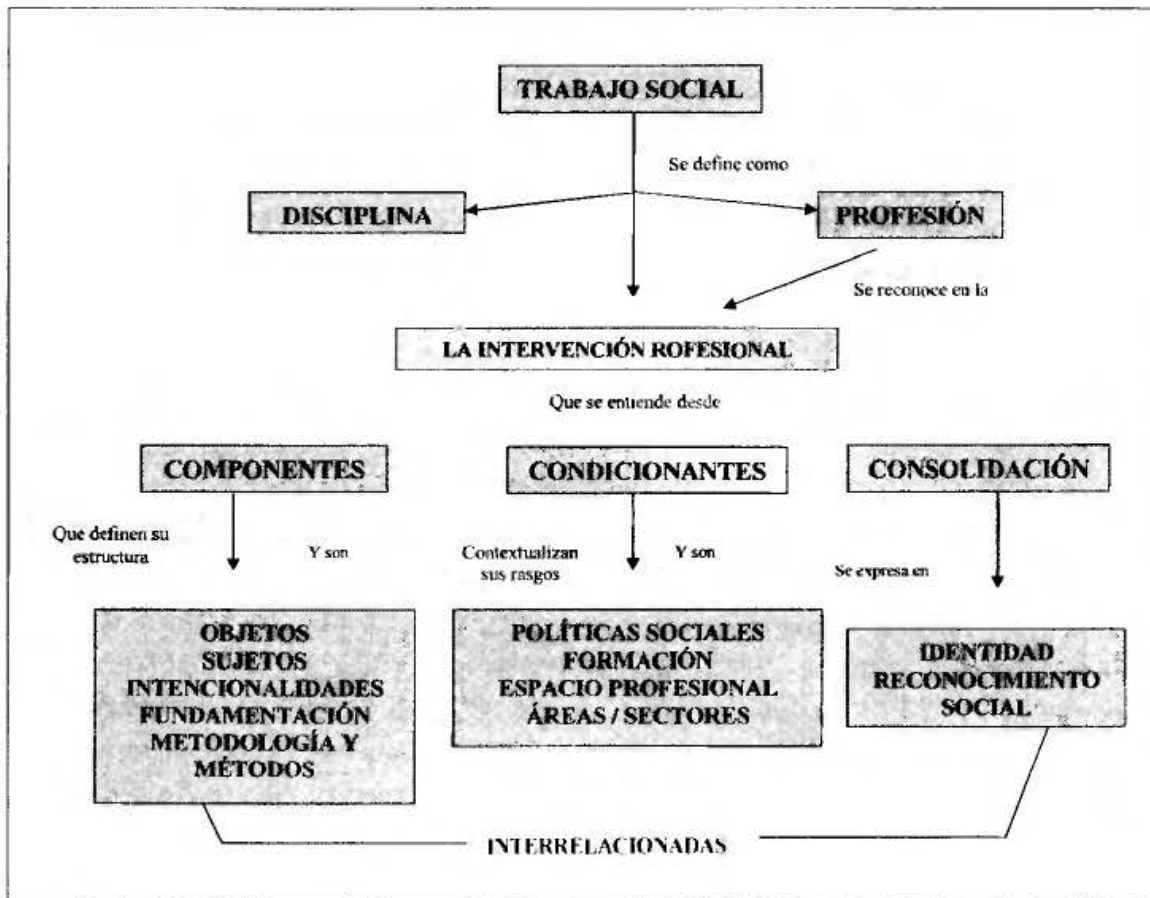 TRABAJO SOCIAL
Se define como
DISCIPLINA
PROFESIÓN
Se reconoce en la
LA INTERVENCIÓN ROFESIONAL
Que se entiende desde
COMPONENTES
CONDICIONANTES
CONSOLIDACIÓN
Que definen su
estructura
Y son
Contextualizan
sus rasgos
Y son
Se expresa en
OBJETOS
SUJETOS
INTENCIONALIDADES
FUNDAMENTACIÓN
METODOLOGÍA Y
MÉTODOS
POLÍTICAS SOCIALES
FORMACIÓN
ESPACIO PROFESIONAL
ÁREAS / SECTORES
IDENTIDAD
RECONOCIMIENTO
SOCIAL
INTERRELACIONADAS